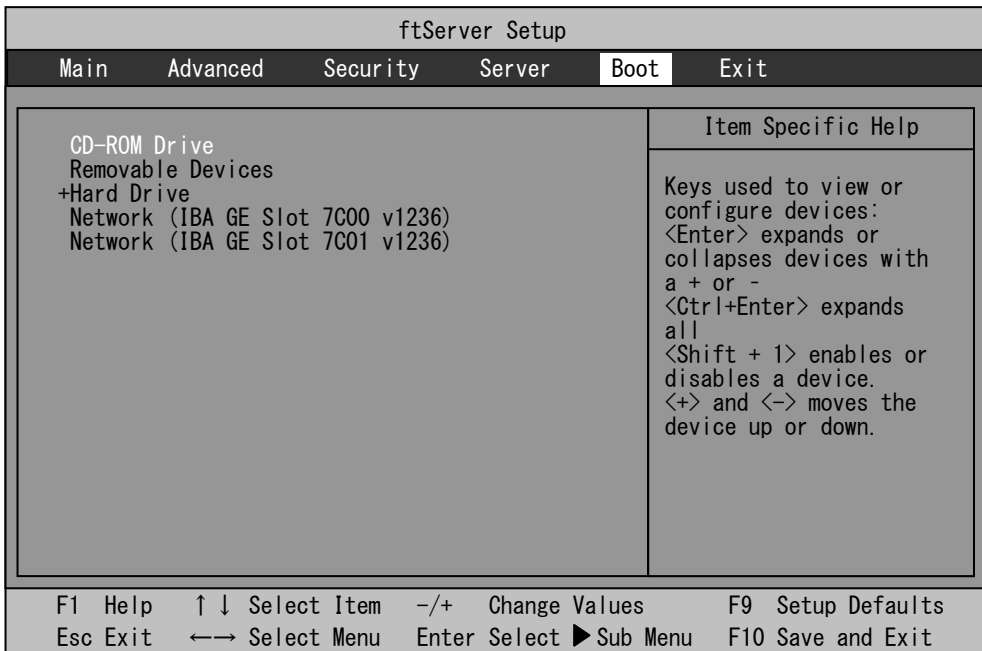 ftServer Setup
Main Advanced Security Server Boot Exit
CD-ROM Drive
Removable Devices
+Hard Drive
Network (IBA GE Slot 7C00 v1236)
Network (IBA GE Slot 7C01 v1236)
Item Specific Help
Keys used to view or
configure devices:
<Enter> expands or
collapses devices with
a + or -
<Ctrl+Enter> expands
all
<Shift + 1> enables or
disables a device.
<+> and <-> moves the
device up or down.
F1 Help ↑↓ Select Item -/+ Change Values F9 Setup Defaults
Esc Exit ←→ Select Menu Enter Select ▶Sub Menu F10 Save and Exit